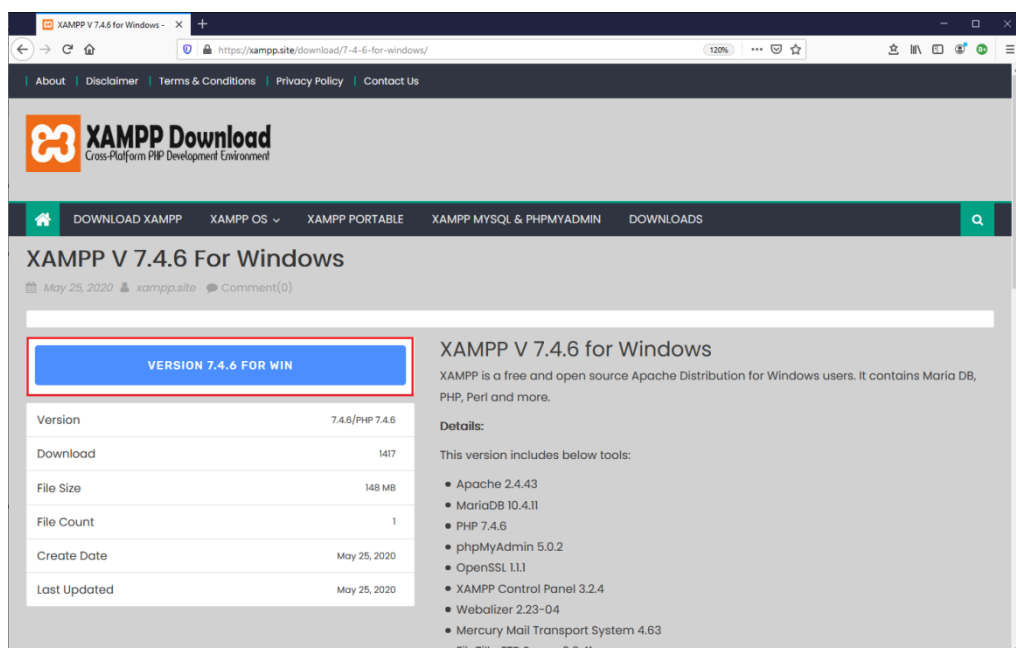 XAMPP V 7.4.6 for Windows -
https://xampp.site/download/7-4-6-for-windows/
120%
About | Disclaimer | Terms & Conditions | Privacy Policy | Contact Us
XAMPP Download
Cross-Platform PHP Development Environment
DOWNLOAD XAMPP XAMPP OS XAMPP PORTABLE XAMPP MYSQL & PHPMYADMIN DOWNLOADS
XAMPP V 7.4.6 For Windows
May 25, 2020 xampp.site Comment(0)
VERSION 7.4.6 FOR WIN
Version 7.4.6/PHP 7.4.6
Download 1417
File Size 148 MB
File Count 1
Create Date May 25, 2020
Last Updated May 25, 2020
XAMPP V 7.4.6 for Windows
XAMPP is a free and open source Apache Distribution for Windows users. It contains Maria DB,
PHP, Perl and more.
Details:
This version includes below tools:
Apache 2.4.43
MariaDB 10.4.11
PHP 7.4.6
phpMyAdmin 5.0.2
OpenSSL 1.1.1
XAMPP Control Panel 3.2.4
Webalizer 2.23-04
Mercury Mail Transport System 4.63